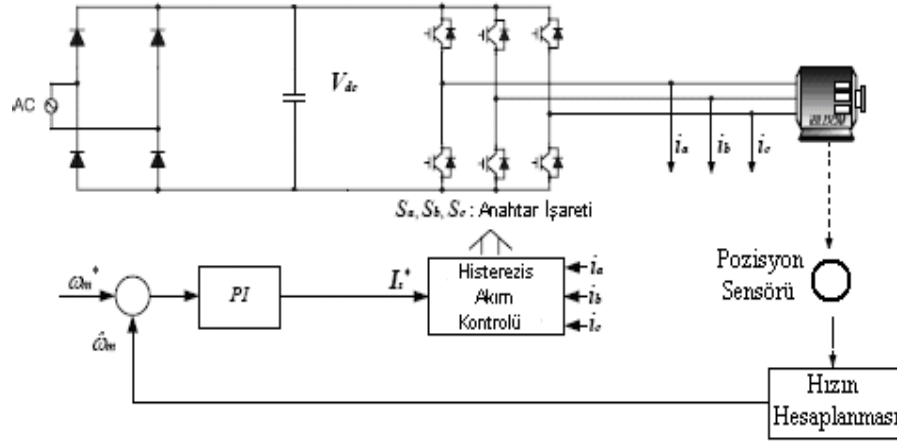 AC
V_dc
BLDCM
i_a i_b i_c
S_a, S_b, S_c : Anahtar İşareti
ω_m*
PI
I_s*
Histerezis
Akım
Kontrolü
i_a
i_b
i_c
ω̂_m
Pozisyon
Sensörü
Hızın
Hesaplanması